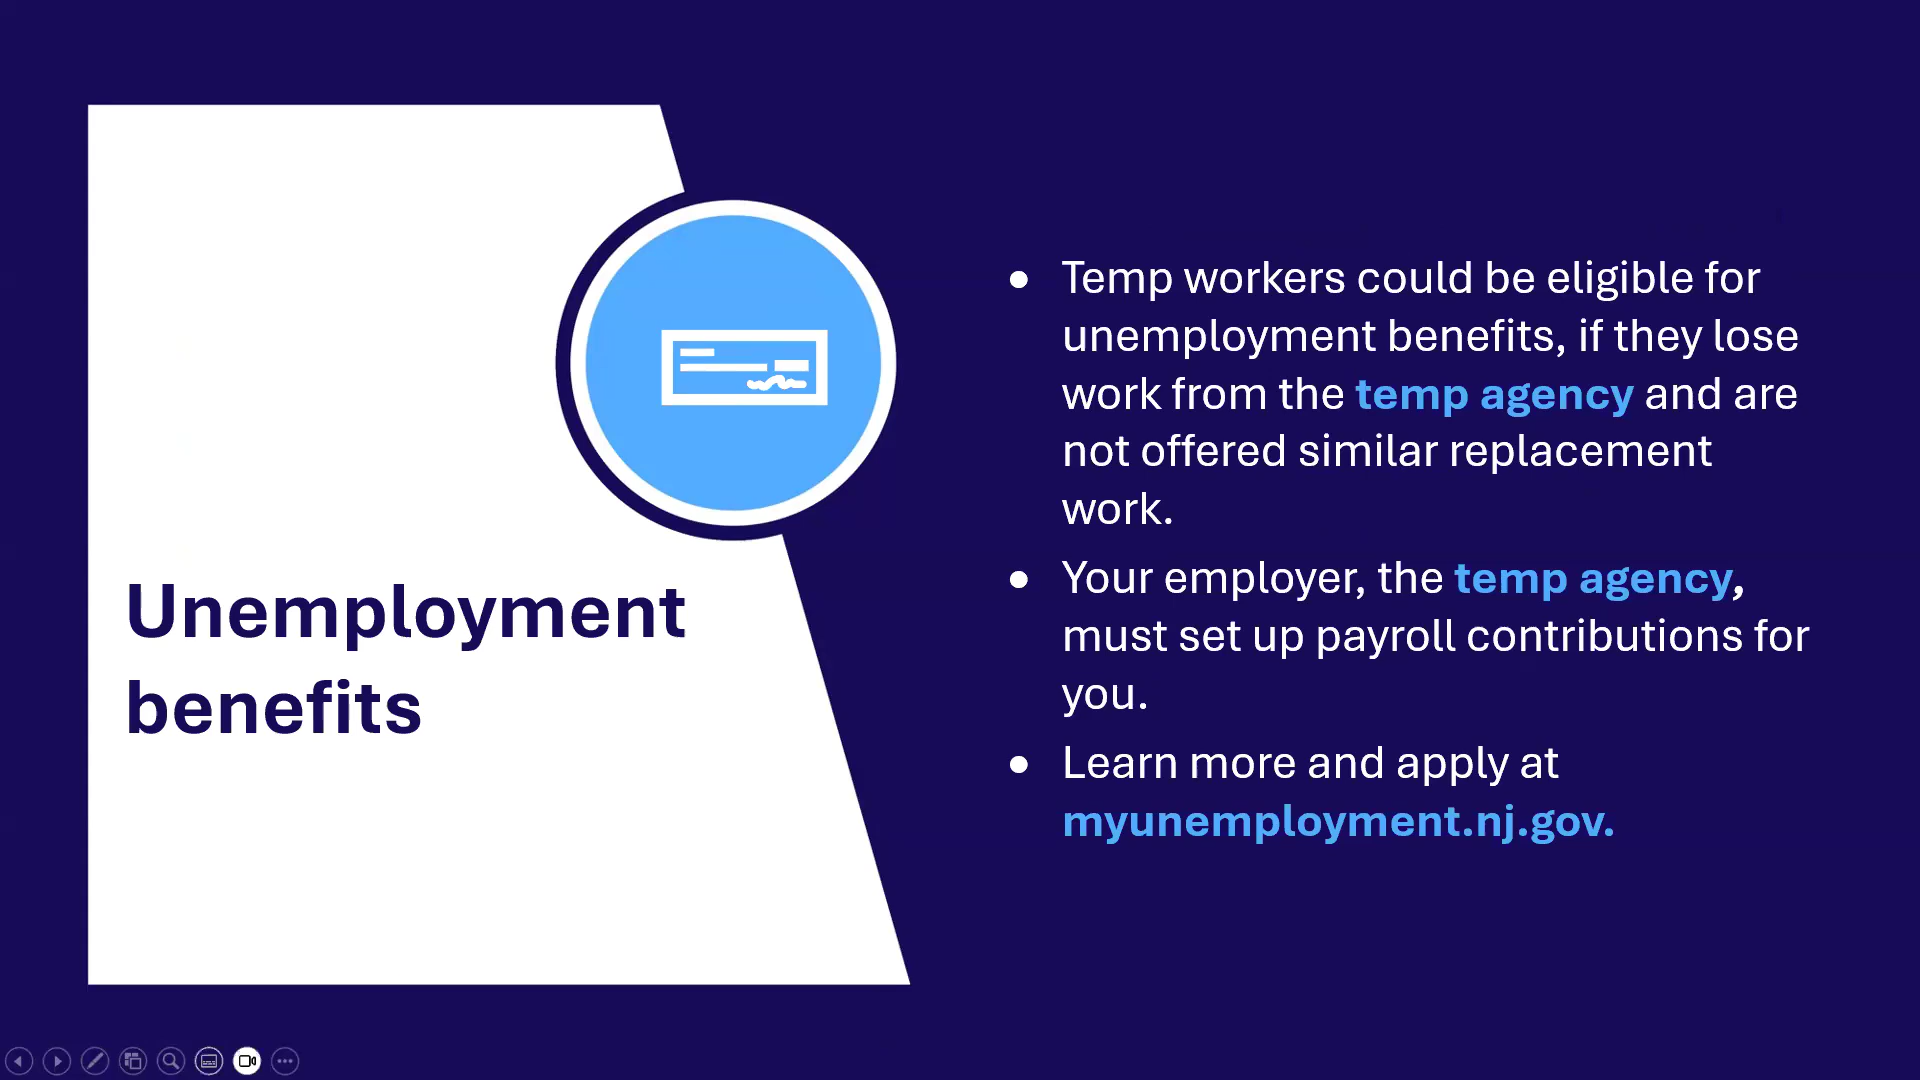 Unemployment
benefits
● Temp workers could be eligible for
unemployment benefits, if they lose
work from the temp agency and are
not offered similar replacement
work.
● Your employer, the temp agency,
must set up payroll contributions for
you.
● Learn more and apply at
myunemployment.nj.gov.